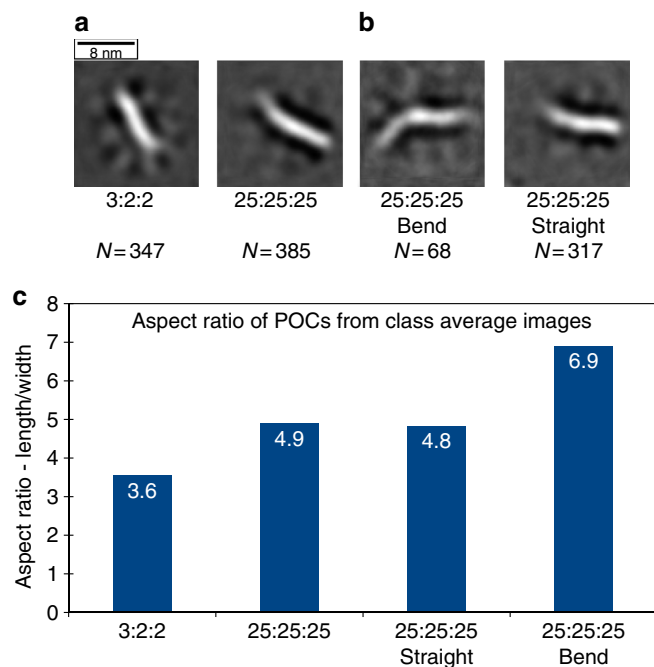 a
b
8 nm
3:2:2
25:25:25
25:25:25
25:25:25
Bend
Straight
N=347
N=385
N=68
N=317
c
Aspect ratio of POCs from class average images
Aspect ratio - length/width
8
7
6
5
4
3
2
1
0
3.6
4.9
4.8
6.9
3:2:2
25:25:25
25:25:25
25:25:25
Straight
Bend